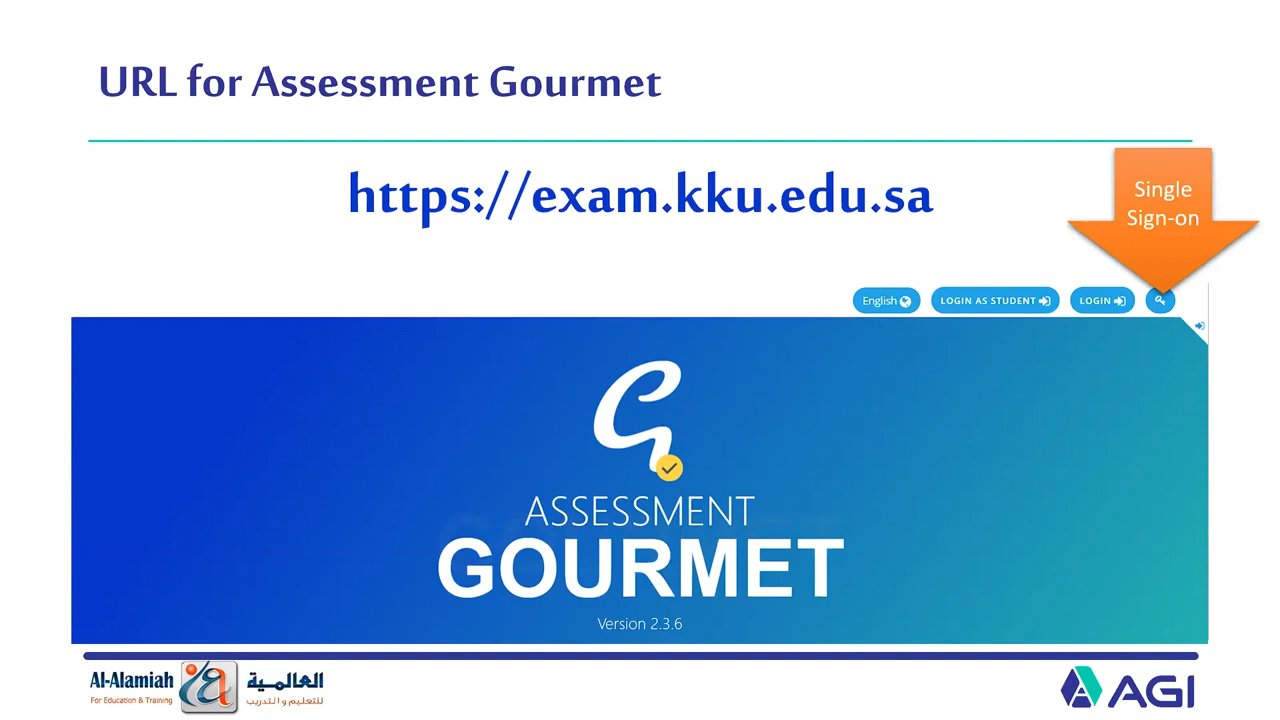 URL for Assessment Gourmet
https://exam.kku.edu.sa
Single
Sign-on
English
LOGIN AS STUDENT
LOGIN
ASSESSMENT
GOURMET
Version 2.3.6
Al-Alamiah
For Education & Training
العالمية
للتعليم و التدريب
AGI